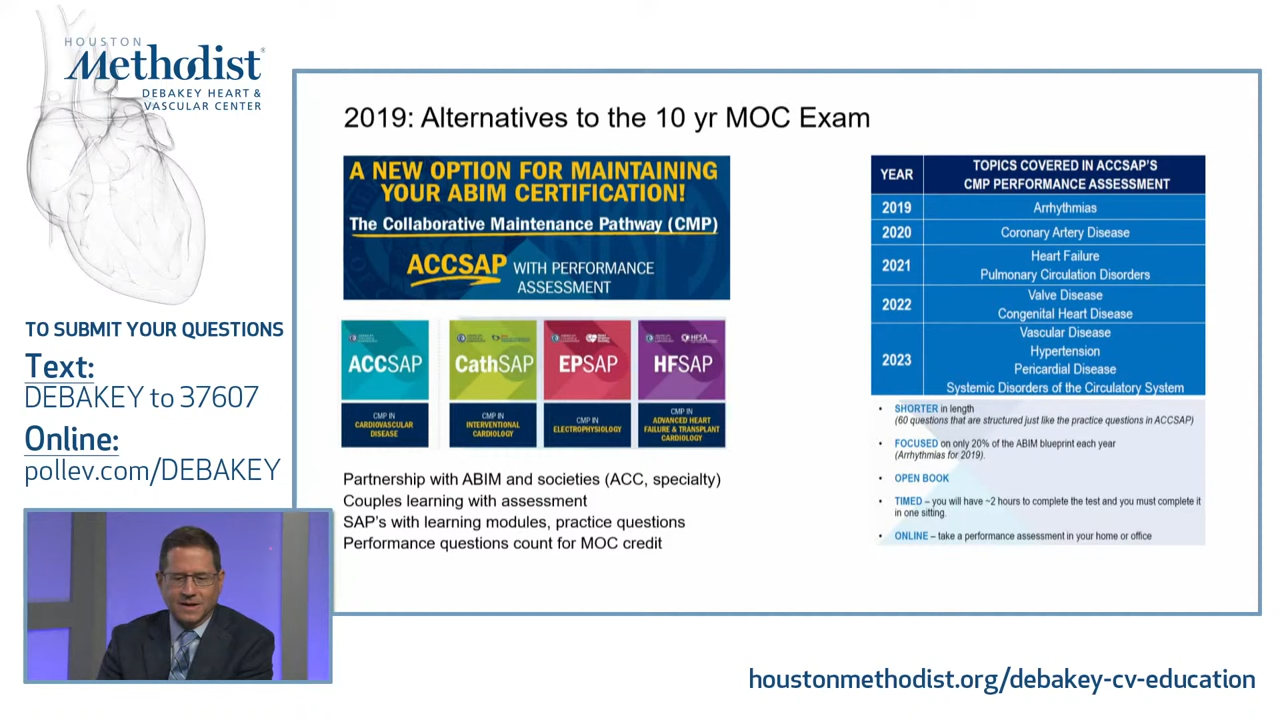 HOUSTON
Methodist®
DEBAKEY HEART &
VASCULAR CENTER
TO SUBMIT YOUR QUESTIONS
Text:
DEBAKEY to 37607
Online:
pollev.com/DEBAKEY
2019: Alternatives to the 10 yr MOC Exam
A NEW OPTION FOR MAINTAINING
YOUR ABIM CERTIFICATION!
The Collaborative Maintenance Pathway (CMP)
ACCSAP WITH PERFORMANCE
ASSESSMENT
ACCSAP
CMP IN
CARDIOVASCULAR
DISEASE
CathSAP
CMP IN
INTERVENTIONAL
CARDIOLOGY
EPSAP
CMP IN
ELECTROPHYSIOLOGY
HFSA
HFSAP
CMP IN
ADVANCED HEART
FAILURE & TRANSPLANT
CARDIOLOGY
Partnership with ABIM and societies (ACC, specialty)
Couples learning with assessment
SAP's with learning modules, practice questions
Performance questions count for MOC credit
YEAR
TOPICS COVERED IN ACCSAP'S
CMP PERFORMANCE ASSESSMENT
2019
Arrhythmias
2020
Coronary Artery Disease
2021
Heart Failure
Pulmonary Circulation Disorders
2022
Valve Disease
Congenital Heart Disease
2023
Vascular Disease
Hypertension
Pericardial Disease
Systemic Disorders of the Circulatory System
• SHORTER in length
(60 questions that are structured just like the practice questions in ACCSAP)
• FOCUSED on only 20% of the ABIM blueprint each year
(Arrhythmias for 2019).
• OPEN BOOK
• TIMED – you will have ~2 hours to complete the test and you must complete it
in one sitting.
• ONLINE – take a performance assessment in your home or office
houstonmethodist.org/debakey-cv-education